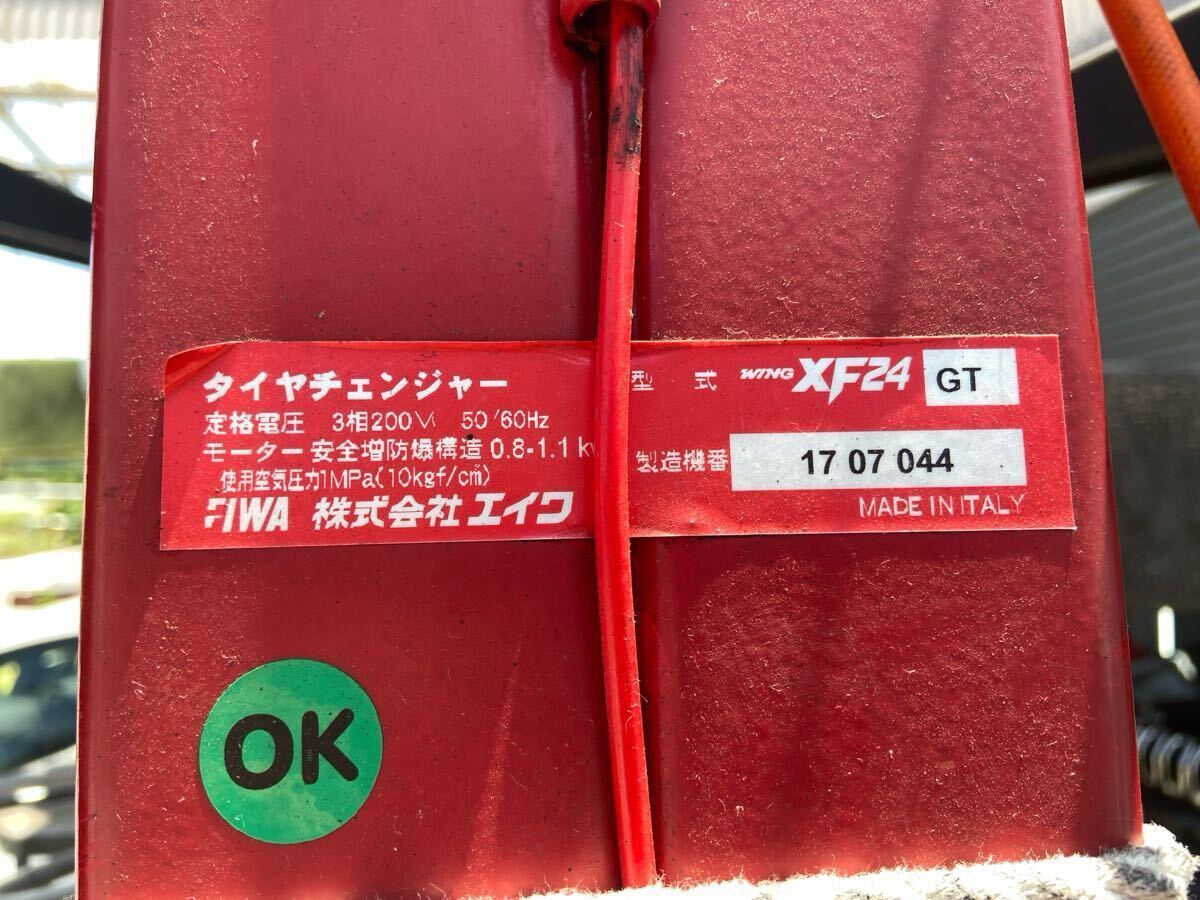 タイヤチェンジャー
定格電圧 3相200V 50/60Hz
モーター 安全増防爆構造 0.8-1.1 kW
使用空気圧力1MPa(10kgf/cm²)
EIWA 株式会社エイワ
型 式 WING XF24 GT
製造機番 17 07 044
MADE IN ITALY
OK